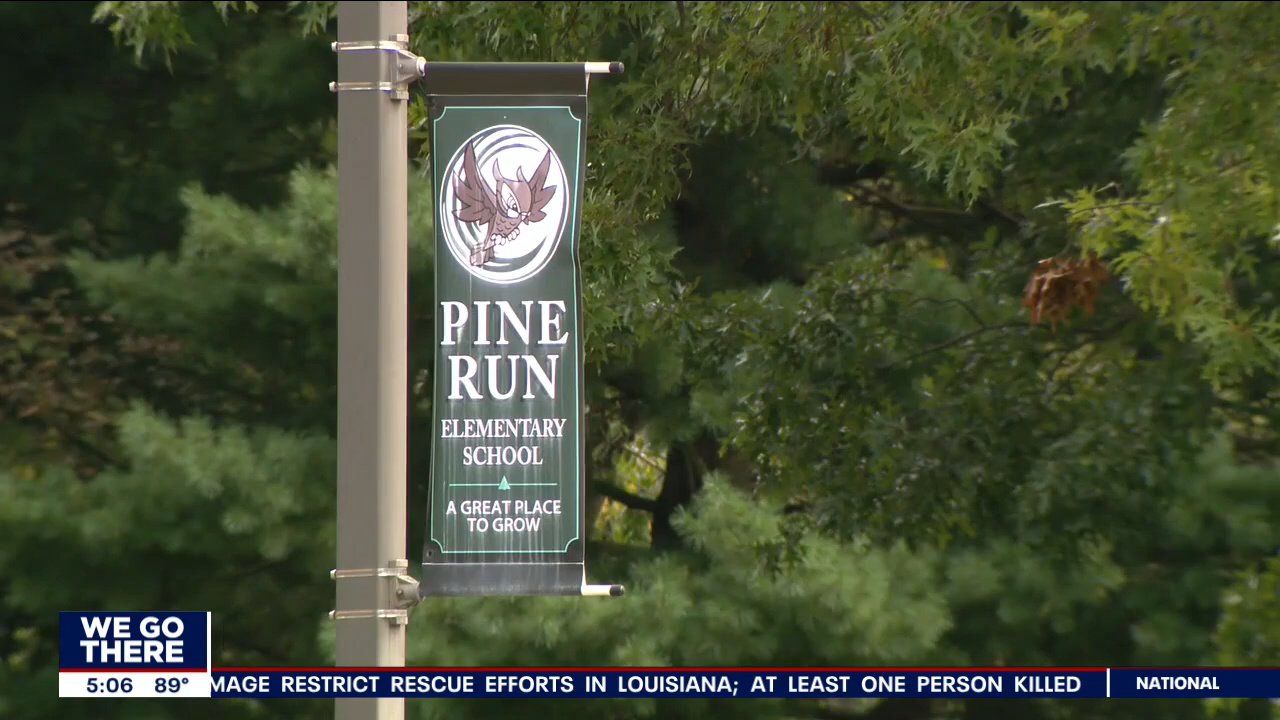 PINE
RUN
ELEMENTARY
SCHOOL
A GREAT PLACE
TO GROW
WE GO
THERE
5:06 89°
MAGE RESTRICT RESCUE EFFORTS IN LOUISIANA; AT LEAST ONE PERSON KILLED
NATIONAL